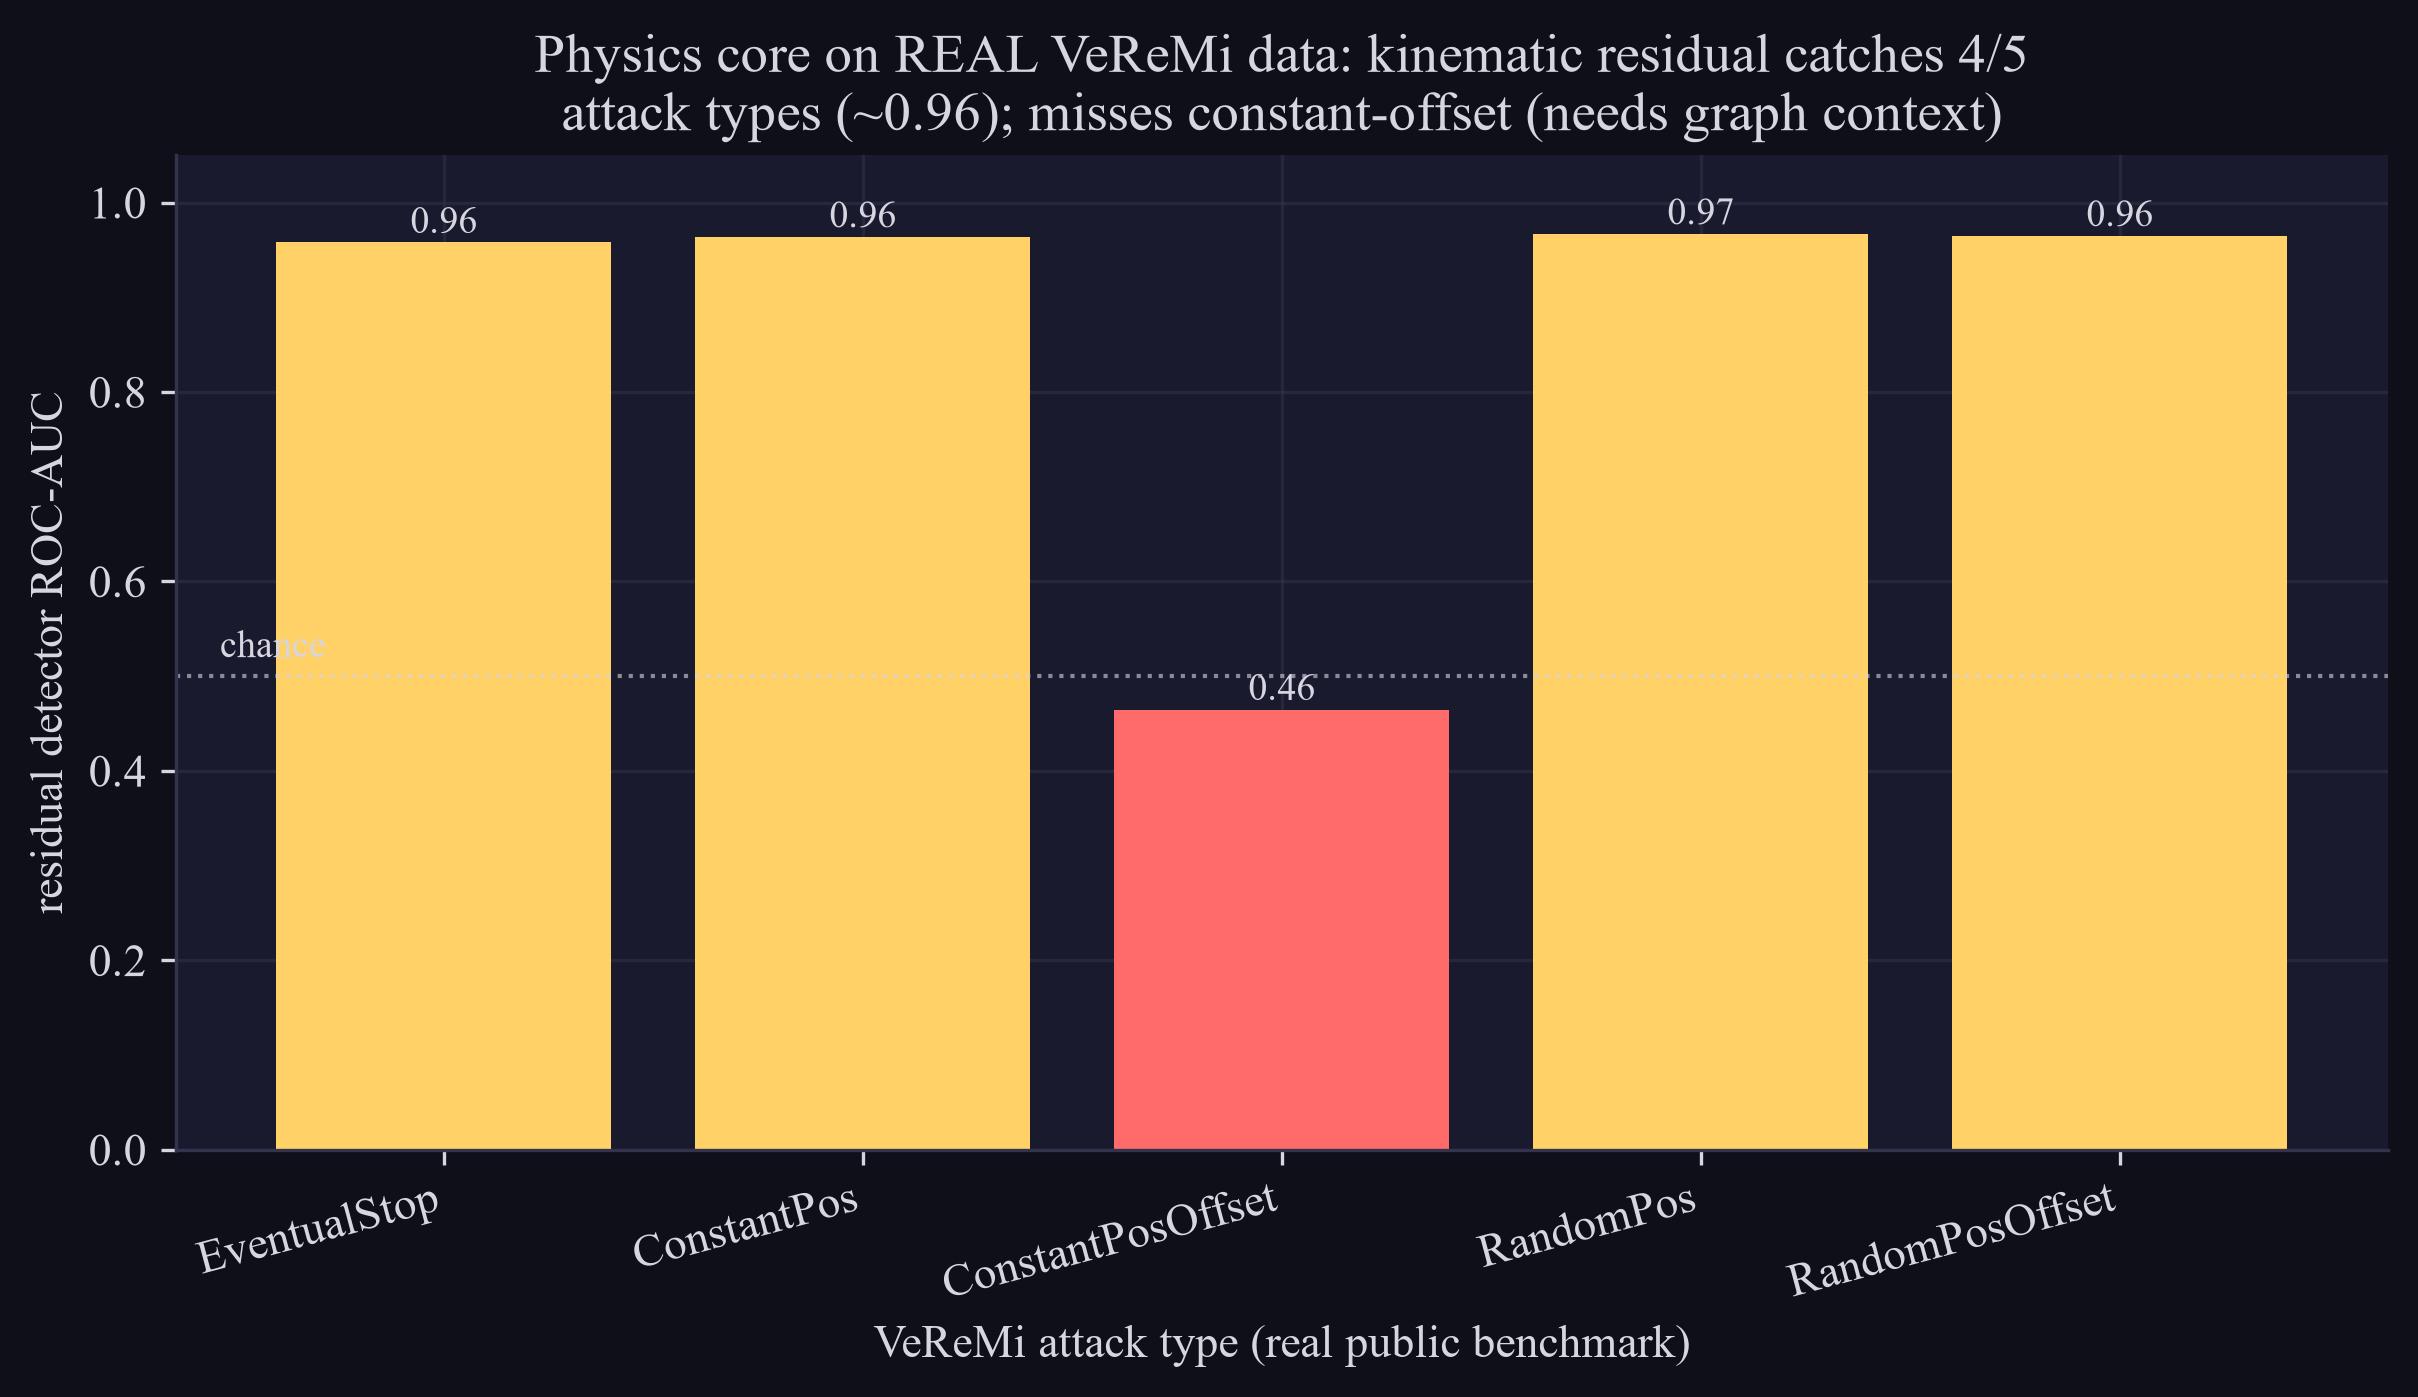 Physics core on REAL VeReMi data: kinematic residual catches 4/5
attack types (~0.96); misses constant-offset (needs graph context)
residual detector ROC-AUC
1.0
0.8
0.6
0.4
0.2
0.0
0.96
0.96
0.46
0.97
0.96
chance
EventualStop
ConstantPos
ConstantPosOffset
RandomPos
RandomPosOffset
VeReMi attack type (real public benchmark)